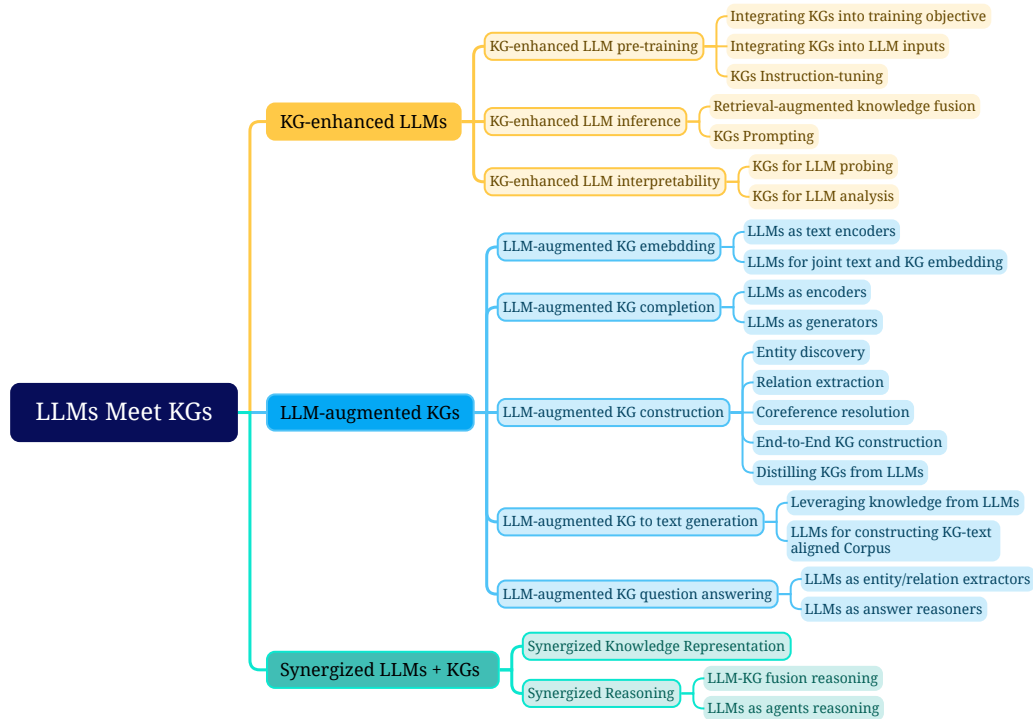 LLMs Meet KGs
KG-enhanced LLMs
KG-enhanced LLM pre-training
Integrating KGs into training objective
Integrating KGs into LLM inputs
KGs Instruction-tuning
KG-enhanced LLM inference
Retrieval-augmented knowledge fusion
KGs Prompting
KG-enhanced LLM interpretability
KGs for LLM probing
KGs for LLM analysis
LLM-augmented KGs
LLM-augmented KG emebdding
LLMs as text encoders
LLMs for joint text and KG embedding
LLM-augmented KG completion
LLMs as encoders
LLMs as generators
LLM-augmented KG construction
Entity discovery
Relation extraction
Coreference resolution
End-to-End KG construction
Distilling KGs from LLMs
LLM-augmented KG to text generation
Leveraging knowledge from LLMs
LLMs for constructing KG-text
aligned Corpus
LLM-augmented KG question answering
LLMs as entity/relation extractors
LLMs as answer reasoners
Synergized LLMs + KGs
Synergized Knowledge Representation
Synergized Reasoning
LLM-KG fusion reasoning
LLMs as agents reasoning